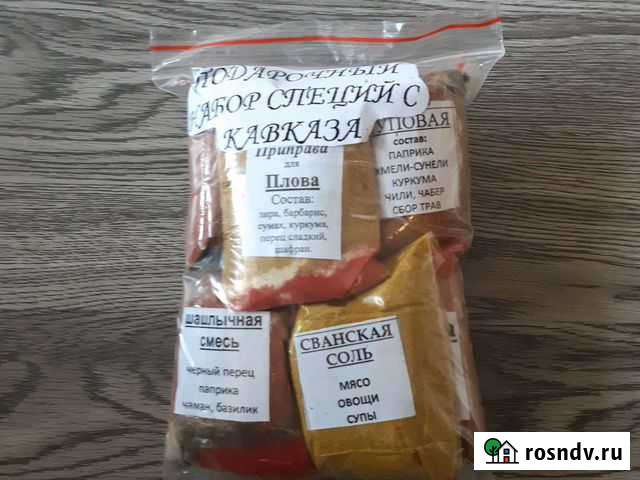 ПОДАРОЧНЫЙ
НАБОР СПЕЦИЙ С
КАВКАЗА
Приправа
для
Плова
Состав:
зира, барбарис,
сумах, куркума,
перец сладкий,
шафран.
УПОВАЯ
состав:
ПАПРИКА
ХМЕЛИ-СУНЕЛИ
КУРКУМА
ЧИЛИ, ЧАБЕР
СБОР ТРАВ
шашлычная
смесь
черный перец
паприка
чаман, базилик
СВАНСКАЯ
СОЛЬ
МЯСО
ОВОЩИ
СУПЫ
rosndv.ru